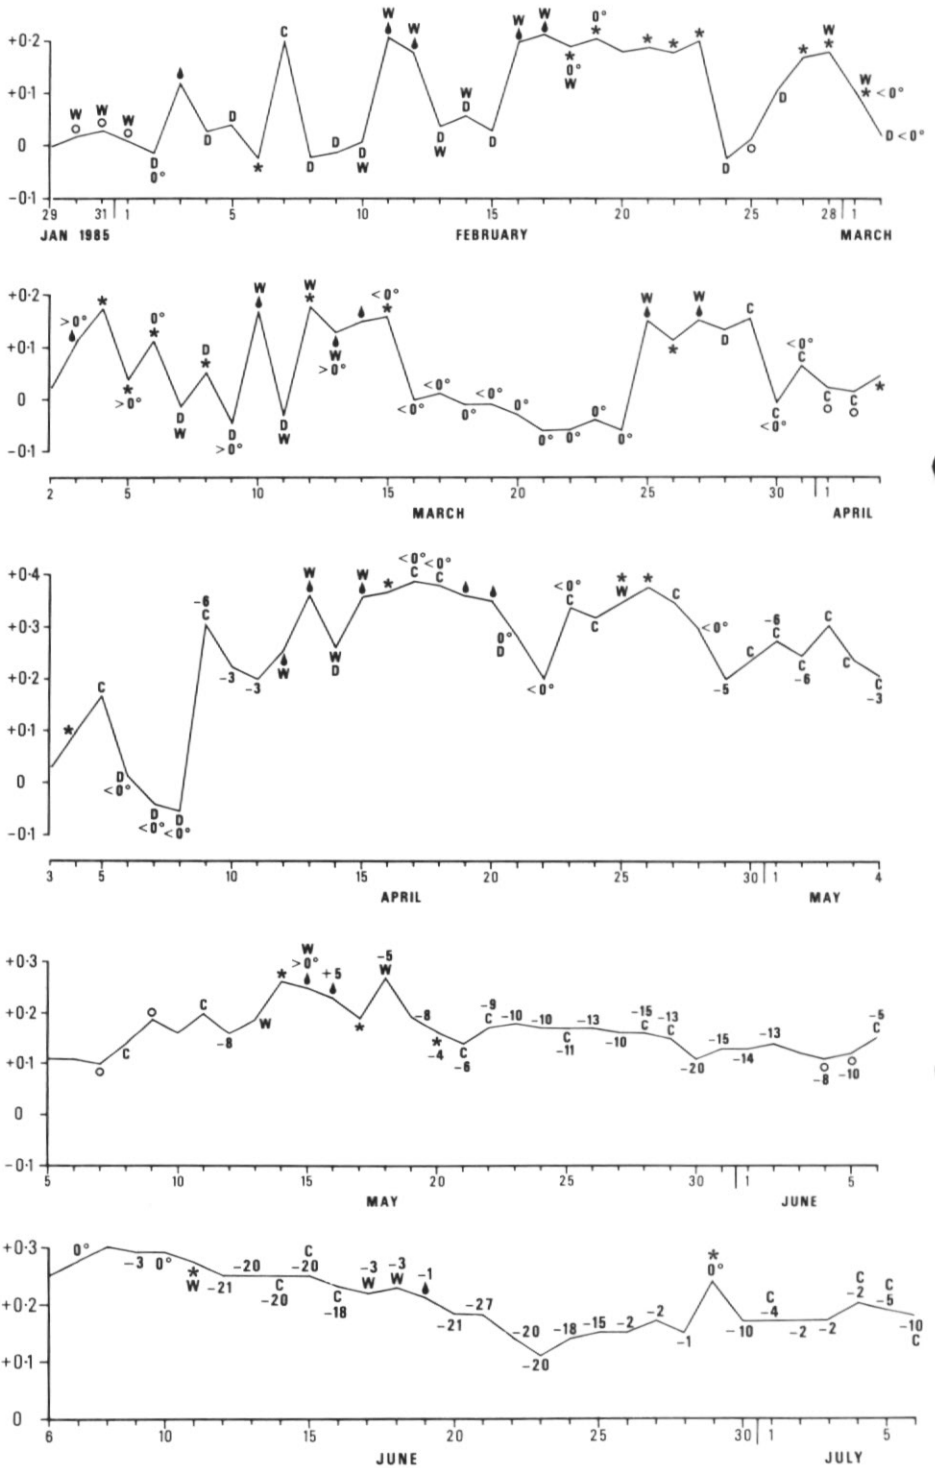 W W C W W 0°
+0·2
W W W W 0° W
+0·1
D D W D W <0°
0
D 0° D D D D W D W D D D D <0°
-0·1
29 31 1 5 10 15 20 25 28 1
JAN 1985 FEBRUARY MARCH
+0·2
>0° 0° D W W <0° W W C
+0·1
>0° D W D >0° D W W >0° <0° <0° <0° <0° 0° 0° 0° 0° 0° D C <0° <0° C C C
0
-0·1
2 5 10 15 20 25 30 1
MARCH APRIL
+0·4
C -6 C W W <0° C <0° C <0° C W C C
+0·3
-3 -3 W W D 0° D <0° C <0° -5 C -6 C -6 C C -3
+0·2
+0·1
0
D <0° D <0° D <0°
-0·1
3 5 10 15 20 25 30 1 4
APRIL MAY
+0·3
W >0° +5 -5 W
+0·2
C C -8 W -8 -4 C -6 -9 C -10 -10 C -11 -13 -10 -15 C -13 C
+0·1
-20 -15 -14 -13 -8 -10 -5 C
0
-0·1
5 10 15 20 25 30 1 5
MAY JUNE
+0·3
0° -3 0° W -21 -20 C -20 C -20 C -18 -3 W -3 W -1
+0·2
-21 -27 -20 -20 -18 -15 -2 -2 -1 0° -10 C -4 -2 -2 C -2 C -5 -10 C
+0·1
0
6 10 15 20 25 30 1 5
JUNE JULY